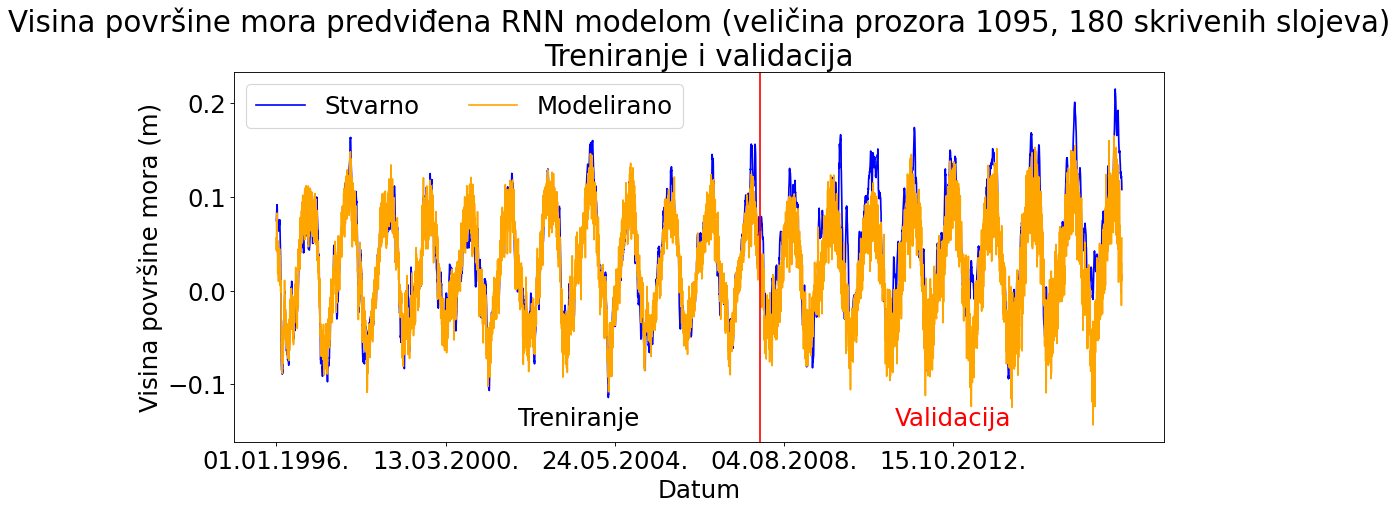 Visina površine mora predviđena RNN modelom (veličina prozora 1095, 180 skrivenih slojeva)
Treniranje i validacija
Stvarno
Modelirano
Visina površine mora (m)
0.2
0.1
0.0
−0.1
Treniranje
Validacija
01.01.1996.
13.03.2000.
24.05.2004.
04.08.2008.
15.10.2012.
Datum